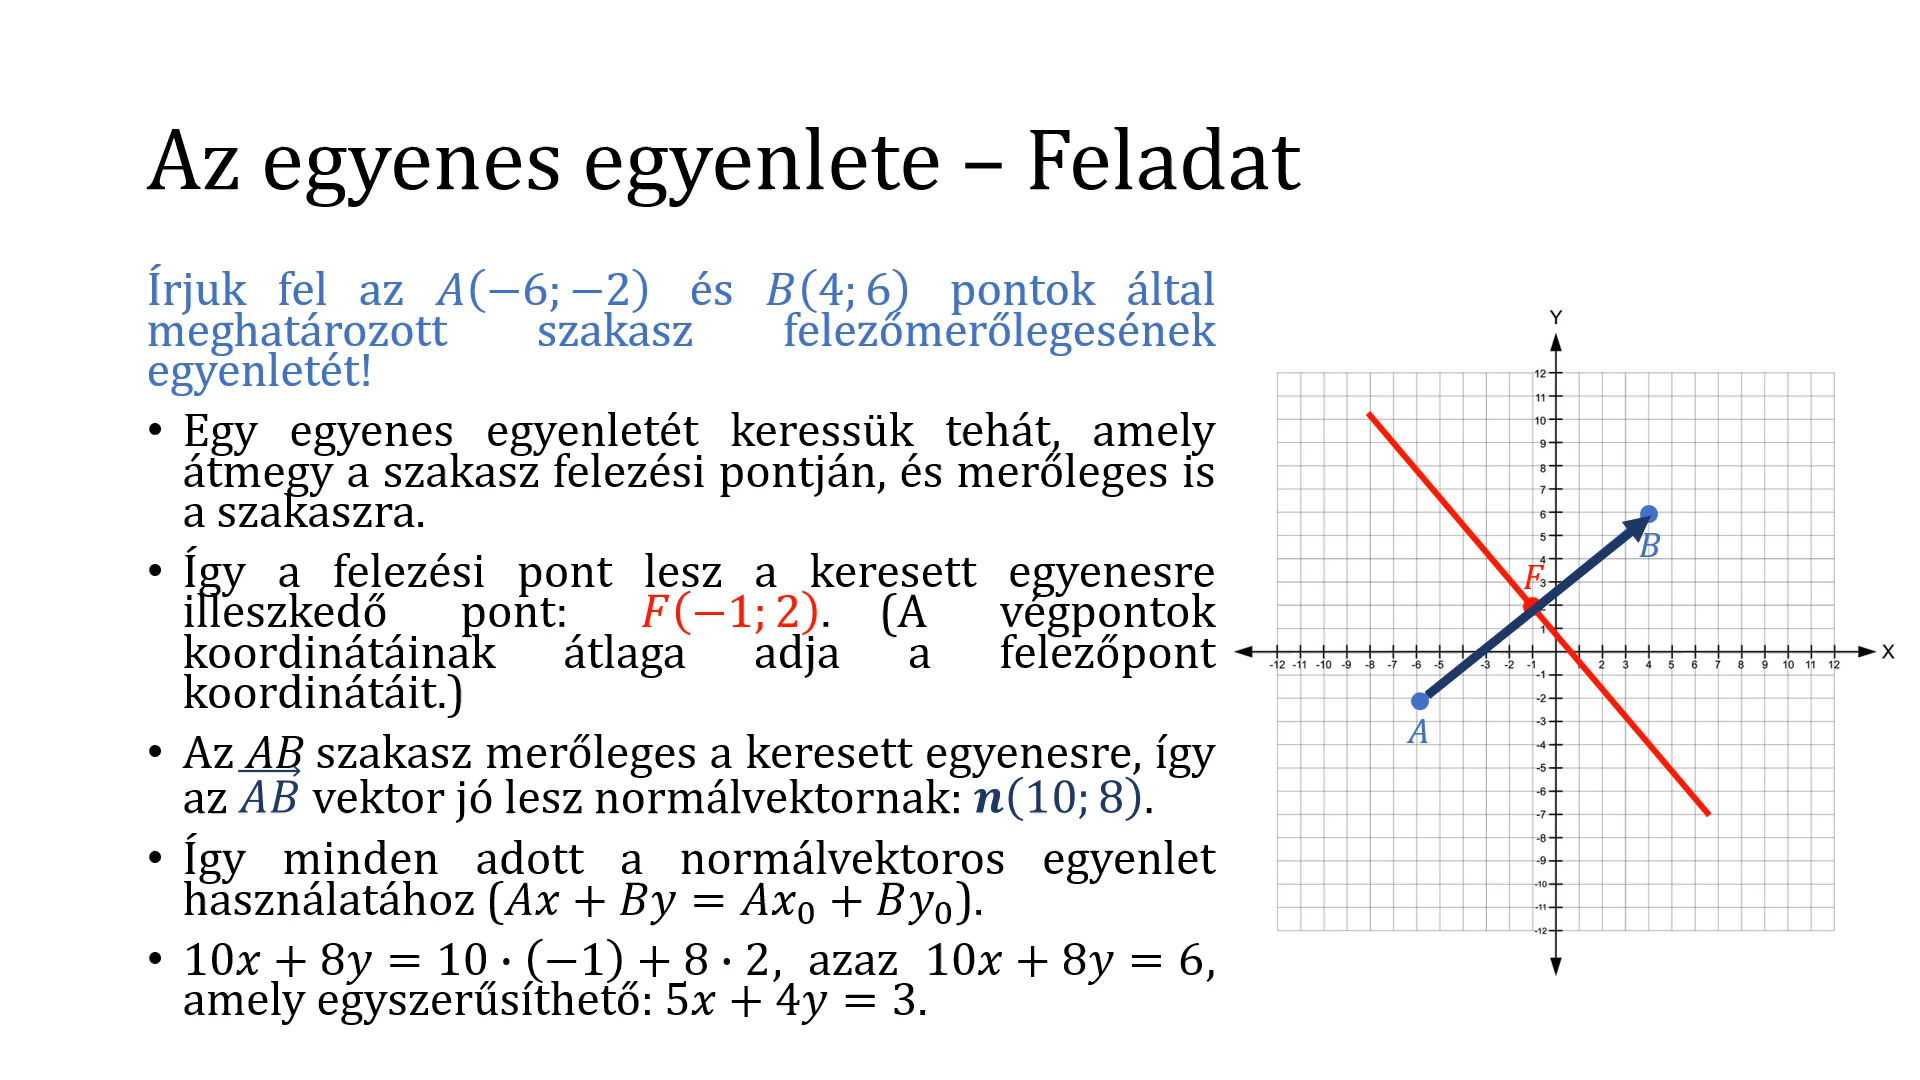 Az egyenes egyenlete – Feladat
Írjuk fel az A(−6; −2) és B(4; 6) pontok által
meghatározott szakasz felezőmerőlegesének
egyenletét!
• Egy egyenes egyenletét keressük tehát, amely
átmegy a szakasz felezési pontján, és merőleges is
a szakaszra.
• Így a felezési pont lesz a keresett egyenesre
illeszkedő pont: F(−1; 2). (A végpontok
koordinátáinak átlaga adja a felezőpont
koordinátáit.)
• Az AB szakasz merőleges a keresett egyenesre, így
az \overrightarrow{AB} vektor jó lesz normálvektornak: n(10; 8).
• Így minden adott a normálvektoros egyenlet
használatához (Ax + By = Ax₀ + By₀).
• 10x + 8y = 10 · (−1) + 8 · 2, azaz 10x + 8y = 6,
amely egyszerűsíthető: 5x + 4y = 3.
Y
12
11
10
9
8
7
6
5
B
4
F
3
1
X
-12 -11 -10 -9 -8 -7 -6 -5 -3 -2 -1 2 3 4 5 6 7 8 9 10 11 12
-1
-2
-3
A
-4
-5
-6
-7
-8
-9
-10
-11
-12